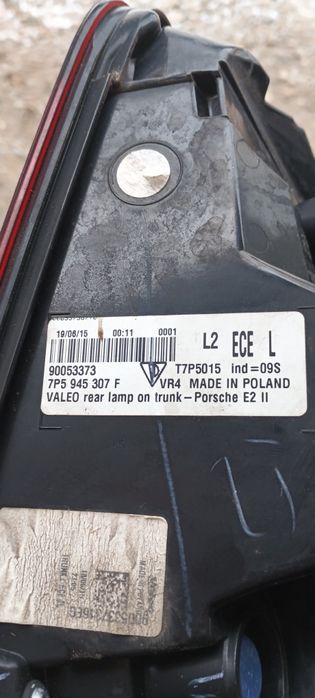 19/06/15 00:11 0001
L2 ECE L
90053373 T7P5015 ind=09S
7P5 945 307 F VR4 MADE IN POLAND
VALEO rear lamp on trunk-Porsche E2 II